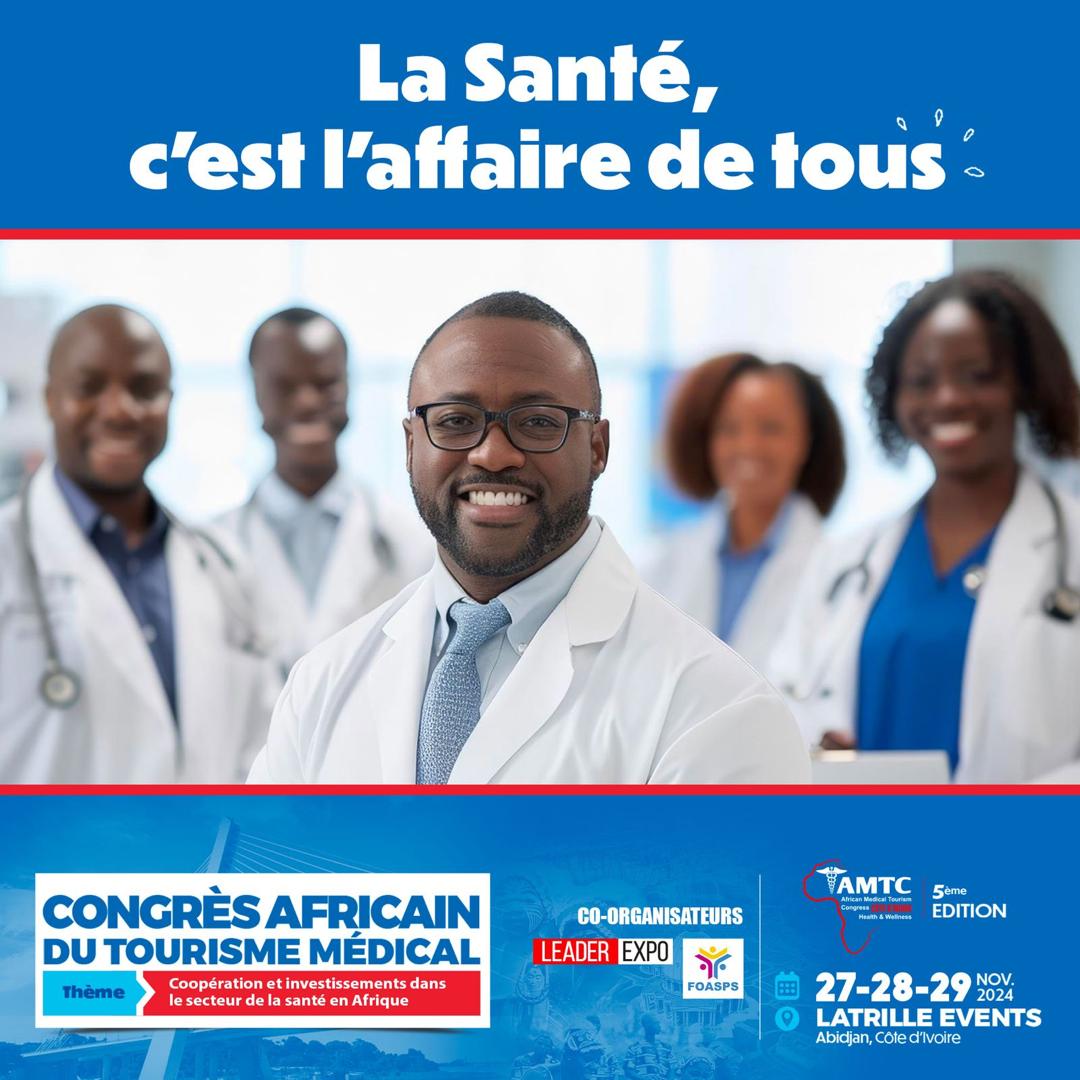 La Santé,
c'est l'affaire de tous
CONGRÈS AFRICAIN
DU TOURISME MÉDICAL
Thème
Coopération et investissements dans
le secteur de la santé en Afrique
CO-ORGANISATEURS
LEADER EXPO
FOASPS
AMTC
African Medical Tourism
Congress
Health & Wellness
5ème
EDITION
27-28-29 NOV.
2024
LATRILLE EVENTS
Abidjan, Côte d'Ivoire